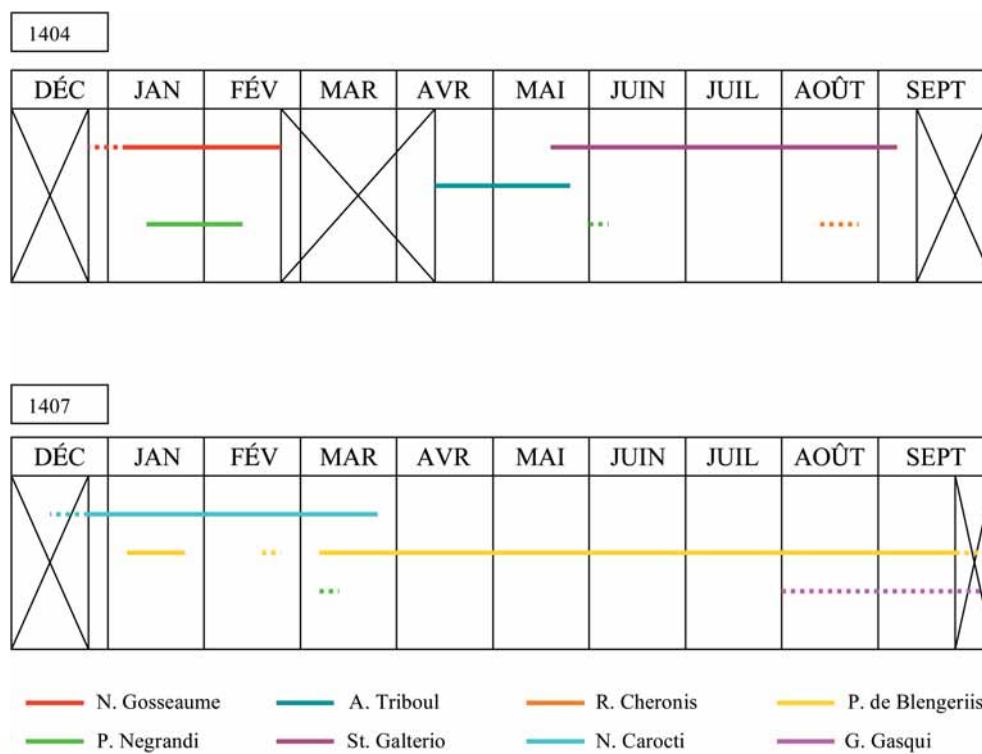 1404
DÉC JAN FÉV MAR AVR MAI JUIN JUIL AOÛT SEPT
1407
DÉC JAN FÉV MAR AVR MAI JUIN JUIL AOÛT SEPT
N. Gosseaume A. Triboul R. Cheronis P. de Blengeriis
P. Negrandi St. Galterio N. Carocti G. Gasqui